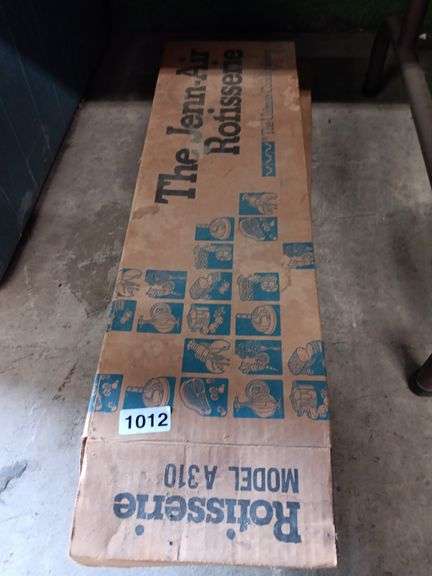 The Jenn-Air
Rotisserie
1012
Rotisserie
MODEL A310